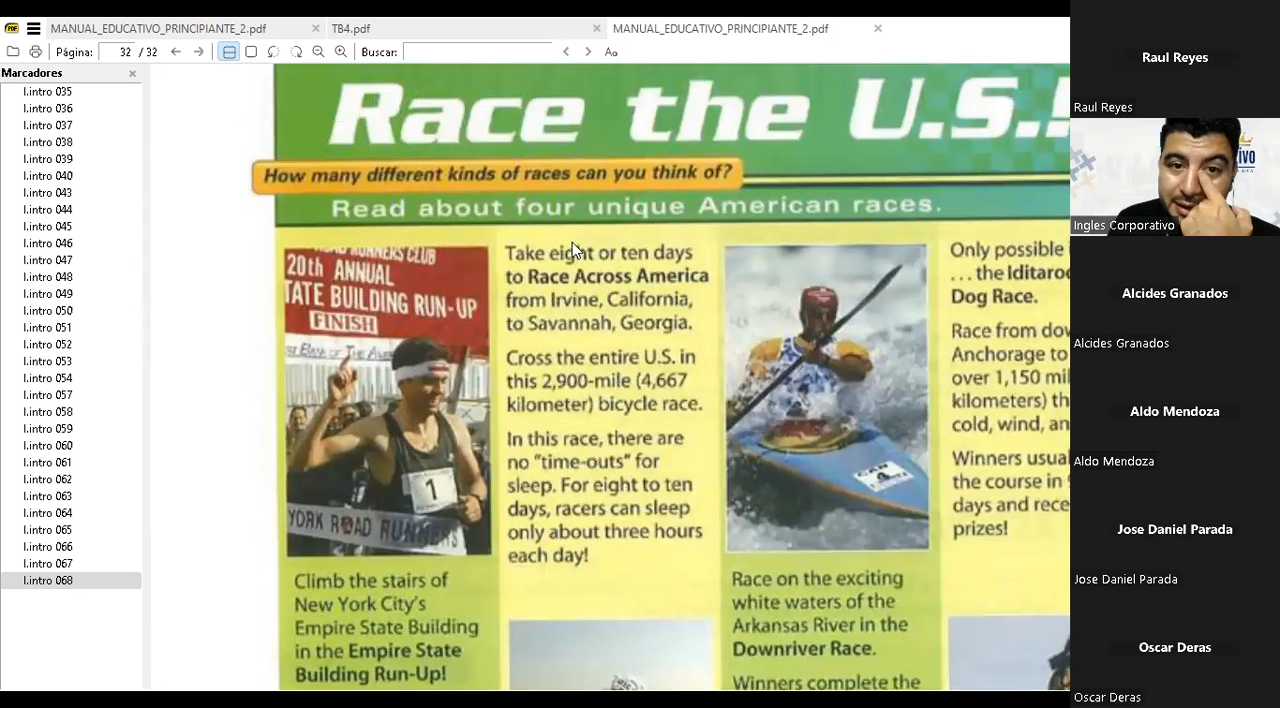 MANUAL_EDUCATIVO_PRINCIPIANTE_2.pdf
TB4.pdf
MANUAL_EDUCATIVO_PRINCIPIANTE_2.pdf
Página: 32 / 32
Buscar:
Aa
Marcadores
I.intro 035
I.intro 036
I.intro 037
I.intro 038
I.intro 039
I.intro 040
I.intro 043
I.intro 044
I.intro 045
I.intro 046
I.intro 047
I.intro 048
I.intro 049
I.intro 050
I.intro 051
I.intro 052
I.intro 053
I.intro 054
I.intro 057
I.intro 058
I.intro 059
I.intro 060
I.intro 061
I.intro 062
I.intro 063
I.intro 064
I.intro 065
I.intro 066
I.intro 067
I.intro 068
Race the U.S.!
How many different kinds of races can you think of?
Read about four unique American races.
RUNNERS CLUB
20th ANNUAL
TATE BUILDING RUN-UP
FINISH
1
YORK ROAD RUNNERS
Climb the stairs of
New York City's
Empire State Building
in the Empire State
Building Run-Up!
Take eight or ten days
to Race Across America
from Irvine, California,
to Savannah, Georgia.
Cross the entire U.S. in
this 2,900-mile (4,667
kilometer) bicycle race.
In this race, there are
no "time-outs" for
sleep. For eight to ten
days, racers can sleep
only about three hours
each day!
4
Race on the exciting
white waters of the
Arkansas River in the
Downriver Race.
Winners complete the
Only possible
... the Iditarod
Dog Race.
Race from dow
Anchorage to
over 1,150 mil
kilometers) th
cold, wind, an
Winners usual
the course in
days and rece
prizes!
Raul Reyes
Raul Reyes
Ingles Corporativo
Alcides Granados
Alcides Granados
Aldo Mendoza
Aldo Mendoza
Jose Daniel Parada
Jose Daniel Parada
Oscar Deras
Oscar Deras